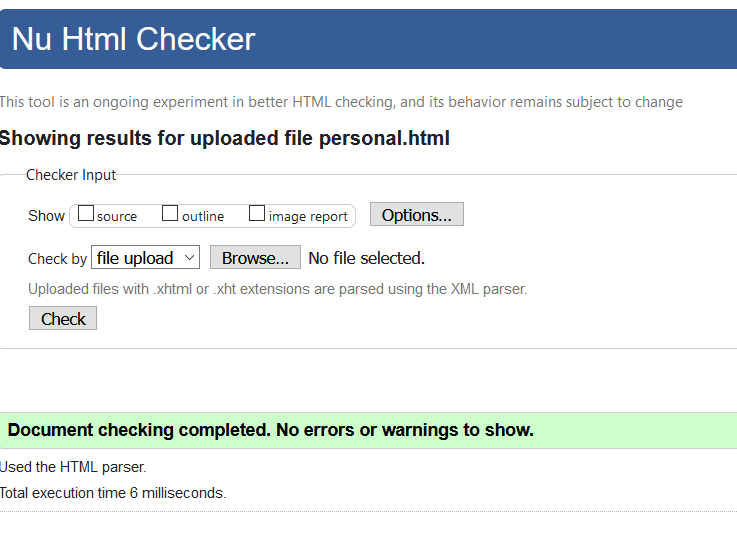 Nu Html Checker
This tool is an ongoing experiment in better HTML checking, and its behavior remains subject to change
Showing results for uploaded file personal.html
Checker Input
Show source outline image report Options...
Check by file upload Browse... No file selected.
Uploaded files with .xhtml or .xht extensions are parsed using the XML parser.
Check
Document checking completed. No errors or warnings to show.
Used the HTML parser.
Total execution time 6 milliseconds.